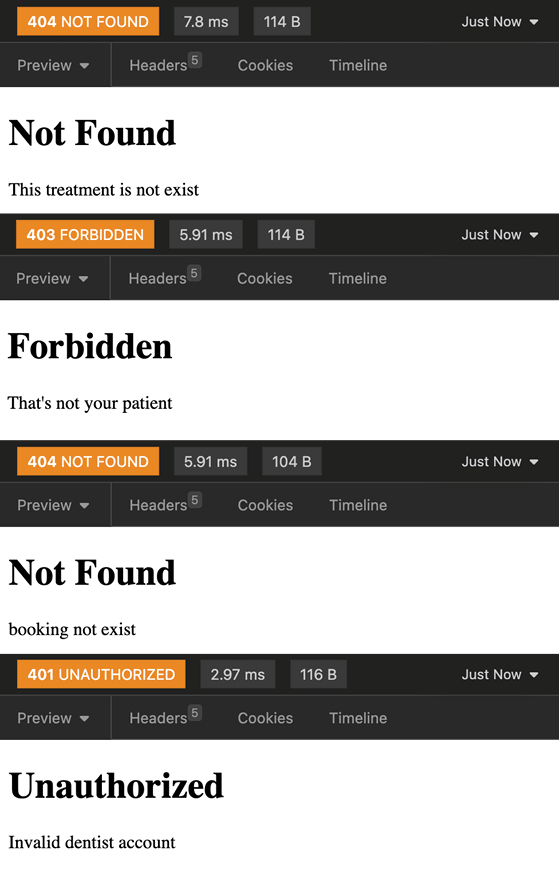 404 NOT FOUND 7.8 ms 114 B Just Now
Preview Headers 5 Cookies Timeline
Not Found
This treatment is not exist
403 FORBIDDEN 5.91 ms 114 B Just Now
Preview Headers 5 Cookies Timeline
Forbidden
That's not your patient
404 NOT FOUND 5.91 ms 104 B Just Now
Preview Headers 5 Cookies Timeline
Not Found
booking not exist
401 UNAUTHORIZED 2.97 ms 116 B Just Now
Preview Headers 5 Cookies Timeline
Unauthorized
Invalid dentist account